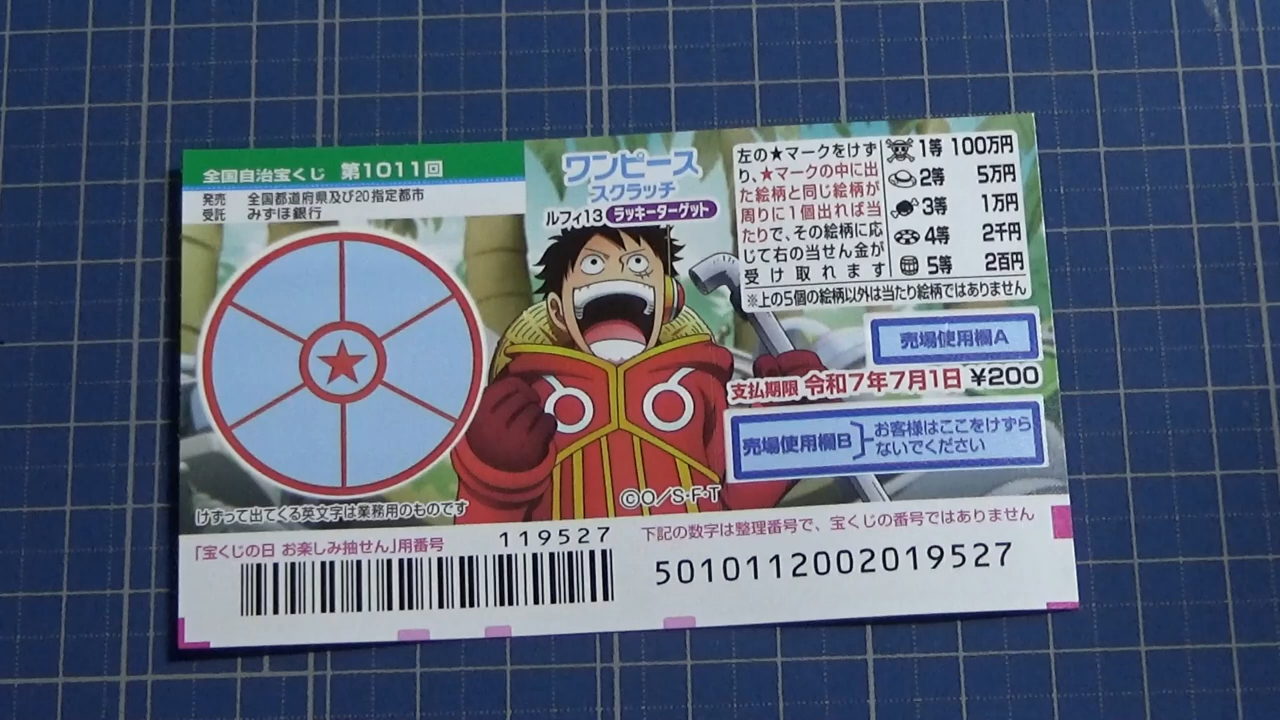 全国自治宝くじ 第1011回
発売 全国都道府県及び20指定都市
受託 みずほ銀行
ワンピース
スクラッチ
ルフィ13 ラッキーターゲット
左の★マークをけず
り、★マークの中に出
た絵柄と同じ絵柄が
周りに1個出れば当
たりで、その絵柄に応
じて右の当せん金が
受け取れます
1等 100万円
2等 5万円
3等 1万円
4等 2千円
5等 2百円
※上の5個の絵柄以外は当たり絵柄ではありません
売場使用欄A
支払期限 令和7年7月1日 ¥200
売場使用欄B
お客様はここをけずら
ないでください
©O/S・F・T
けずって出てくる英文字は業務用のものです
「宝くじの日 お楽しみ抽せん」用番号
119527
下記の数字は整理番号で、宝くじの番号ではありません
5010112002019527